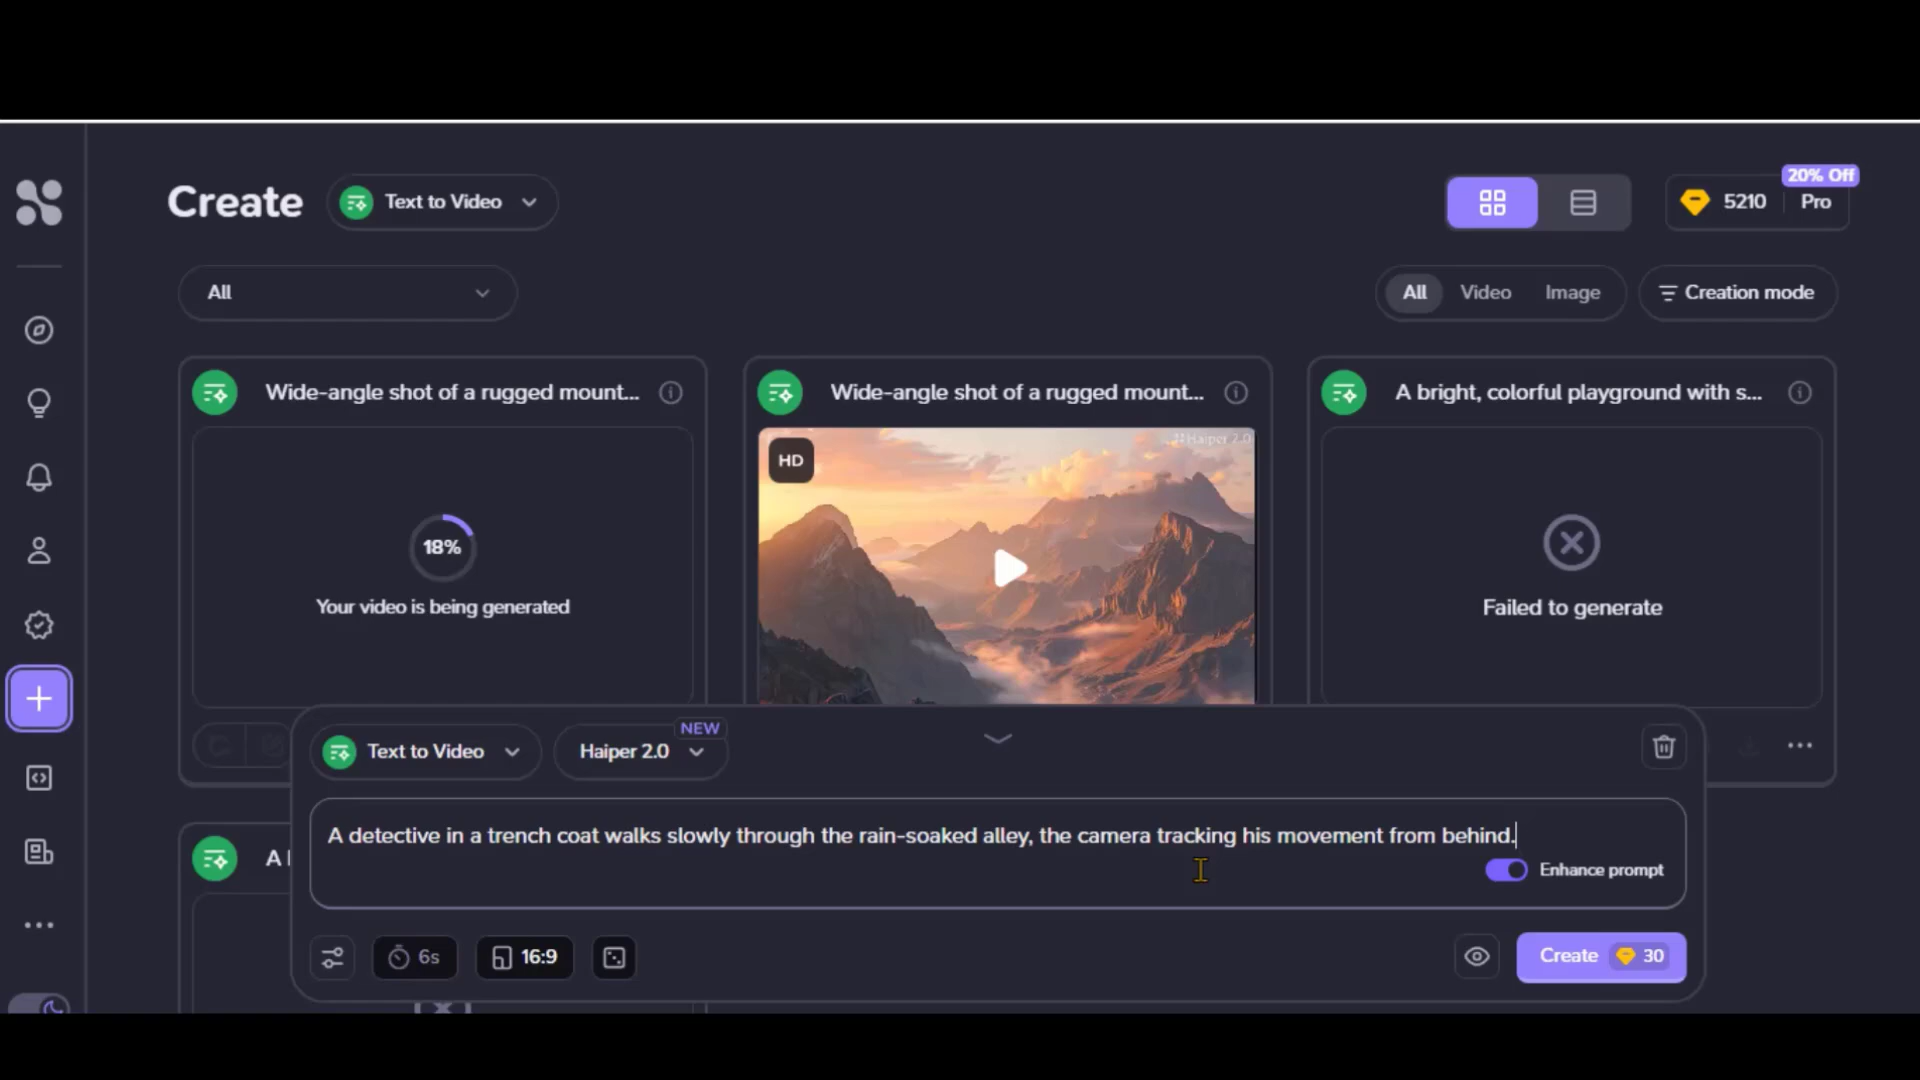 20% Off
Create
Text to Video
5210
Pro
All
All
Video
Image
Creation mode
Wide-angle shot of a rugged mount...
Wide-angle shot of a rugged mount...
A bright, colorful playground with s...
HD
Haiper 2.0
18%
Your video is being generated
Failed to generate
Text to Video
Haiper 2.0
NEW
A detective in a trench coat walks slowly through the rain-soaked alley, the camera tracking his movement from behind.
A
Enhance prompt
6s
16:9
Create
30